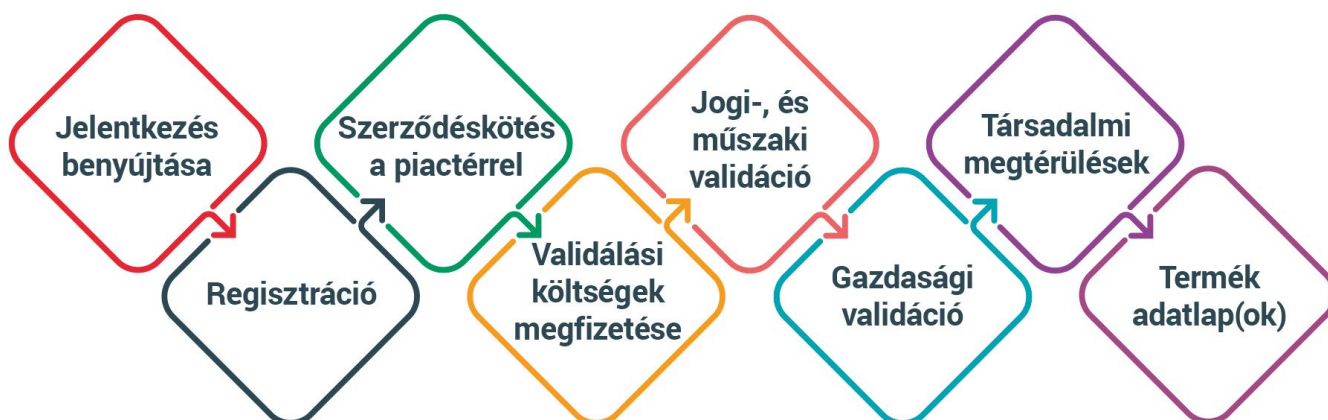 Jelentkezés
benyújtása
Regisztráció
Szerződéskötés
a piactérrel
Validálási
költségek
megfizetése
Jogi-, és
műszaki
validáció
Gazdasági
validáció
Társadalmi
megtérülések
Termék
adatlap(ok)